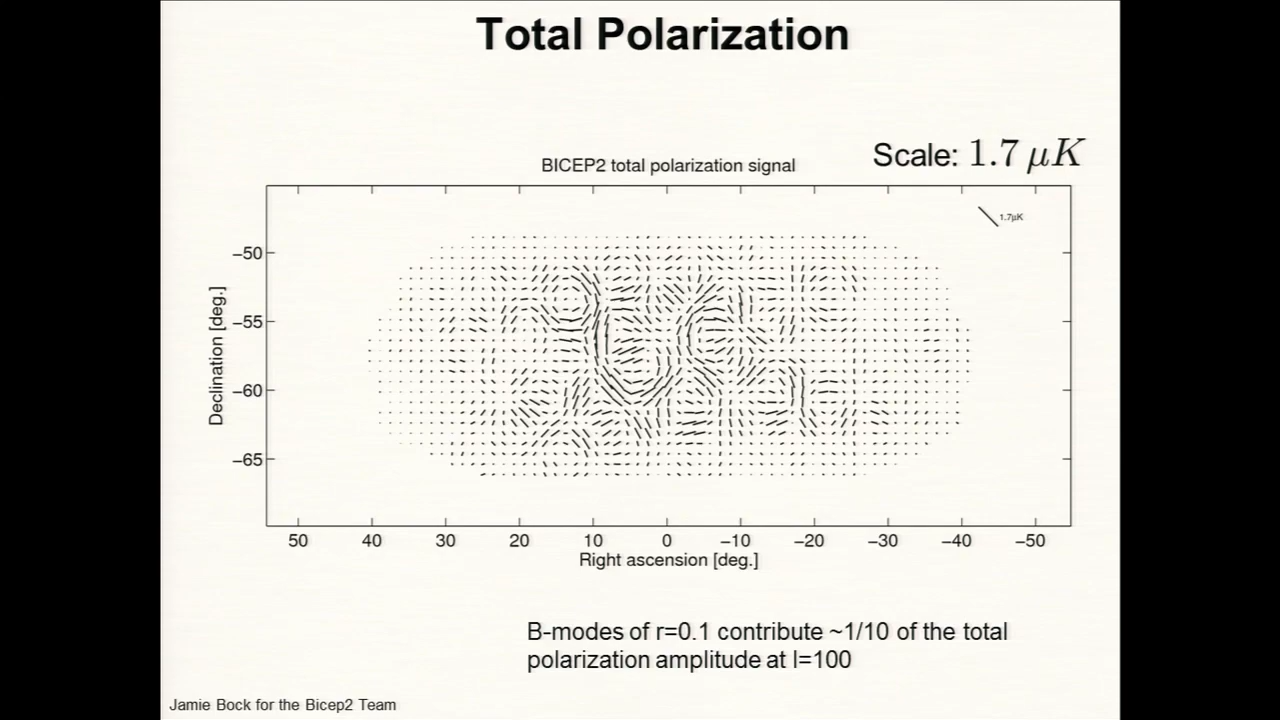 Total Polarization
Scale: 1.7 μK
BICEP2 total polarization signal
1.7μK
−50
−55
−60
−65
Declination [deg.]
50 40 30 20 10 0 −10 −20 −30 −40 −50
Right ascension [deg.]
B-modes of r=0.1 contribute ~1/10 of the total
polarization amplitude at l=100
Jamie Bock for the Bicep2 Team